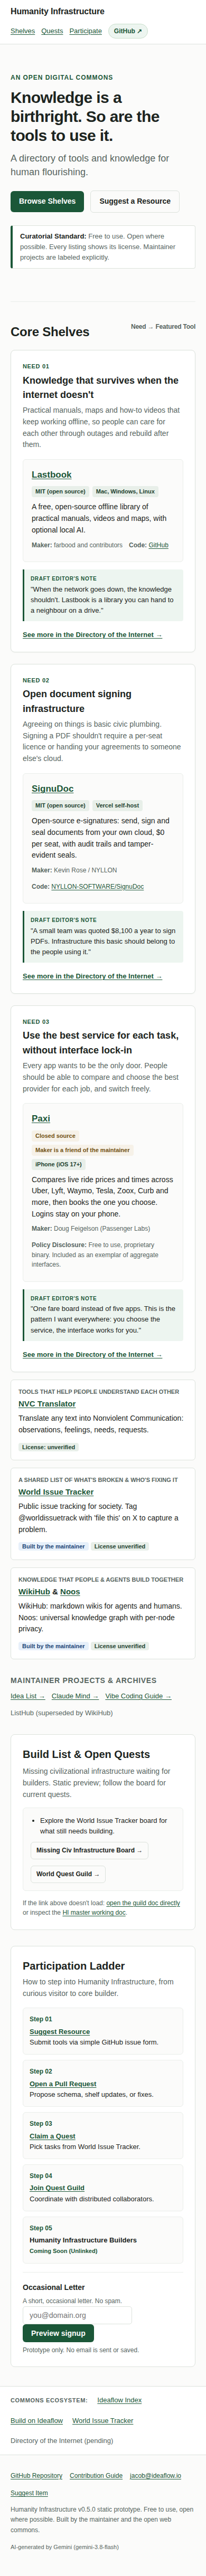 Humanity Infrastructure
Shelves Quests Participate GitHub ↗
AN OPEN DIGITAL COMMONS
Knowledge is a
birthright. So are the
tools to use it.
A directory of tools and knowledge for
human flourishing.
Browse Shelves Suggest a Resource
Curatorial Standard: Free to use. Open where
possible. Every listing shows its license. Maintainer
projects are labeled explicitly.
Core Shelves
Need → Featured Tool
NEED 01
Knowledge that survives when the
internet doesn't
Practical manuals, maps and how-to videos that
keep working offline, so people can care for
each other through outages and rebuild after
them.
Lastbook
MIT (open source) Mac, Windows, Linux
A free, open-source offline library of
practical manuals, videos and maps, with
optional local AI.
Maker: farbood and contributors Code: GitHub
DRAFT EDITOR'S NOTE
"When the network goes down, the knowledge
shouldn't. Lastbook is a library you can hand to
a neighbour on a drive."
See more in the Directory of the Internet →
NEED 02
Open document signing
infrastructure
Agreeing on things is basic civic plumbing.
Signing a PDF shouldn't require a per-seat
licence or handing your agreements to someone
else's cloud.
SignuDoc
MIT (open source) Vercel self-host
Open-source e-signatures: send, sign and
seal documents from your own cloud, $0
per seat, with audit trails and tamper-
evident seals.
Maker: Kevin Rose / NYLLON
Code: NYLLON-SOFTWARE/SignuDoc
DRAFT EDITOR'S NOTE
"A small team was quoted $8,100 a year to sign
PDFs. Infrastructure this basic should belong to
the people using it."
See more in the Directory of the Internet →
NEED 03
Use the best service for each task,
without interface lock-in
Every app wants to be the only door. People
should be able to compare and choose the best
provider for each job, and switch freely.
Paxi
Closed source
Maker is a friend of the maintainer
iPhone (iOS 17+)
Compares live ride prices and times across
Uber, Lyft, Waymo, Tesla, Zoox, Curb and
more, then books the one you choose.
Logins stay on your phone.
Maker: Doug Feigelson (Passenger Labs)
Policy Disclosure: Free to use, proprietary
binary. Included as an exemplar of aggregate
interfaces.
DRAFT EDITOR'S NOTE
"One fare board instead of five apps. This is the
pattern I want everywhere: you choose the
service, the interface works for you."
See more in the Directory of the Internet →
TOOLS THAT HELP PEOPLE UNDERSTAND EACH OTHER
NVC Translator
Translate any text into Nonviolent Communication:
observations, feelings, needs, requests.
License: unverified
A SHARED LIST OF WHAT'S BROKEN & WHO'S FIXING IT
World Issue Tracker
Public issue tracking for society. Tag
@worldissuetrack with 'file this' on X to capture a
problem.
Built by the maintainer License unverified
KNOWLEDGE THAT PEOPLE & AGENTS BUILD TOGETHER
WikiHub & Noos
WikiHub: markdown wikis for agents and humans.
Noos: universal knowledge graph with per-node
privacy.
Built by the maintainer License unverified
MAINTAINER PROJECTS & ARCHIVES
Idea List → Claude Mind → Vibe Coding Guide →
ListHub (superseded by WikiHub)
Build List & Open Quests
Missing civilizational infrastructure waiting for
builders. Static preview; follow the board for
current quests.
• Explore the World Issue Tracker board for
what still needs building.
Missing Civ Infrastructure Board →
World Quest Guild →
If the link above doesn't load: open the guild doc directly
or inspect the HI master working doc.
Participation Ladder
How to step into Humanity Infrastructure, from
curious visitor to core builder.
Step 01
Suggest Resource
Submit tools via simple GitHub issue form.
Step 02
Open a Pull Request
Propose schema, shelf updates, or fixes.
Step 03
Claim a Quest
Pick tasks from World Issue Tracker.
Step 04
Join Quest Guild
Coordinate with distributed collaborators.
Step 05
Humanity Infrastructure Builders
Coming Soon (Unlinked)
Occasional Letter
A short, occasional letter. No spam.
you@domain.org
Preview signup
Prototype only. No email is sent or saved.
COMMONS ECOSYSTEM: Ideaflow Index
Build on Ideaflow World Issue Tracker
Directory of the Internet (pending)
GitHub Repository Contribution Guide jacob@ideaflow.io
Suggest Item
Humanity Infrastructure v0.5.0 static prototype. Free to use, open
where possible. Built by the maintainer and the open web
commons.
AI-generated by Gemini (gemini-3.8-flash)